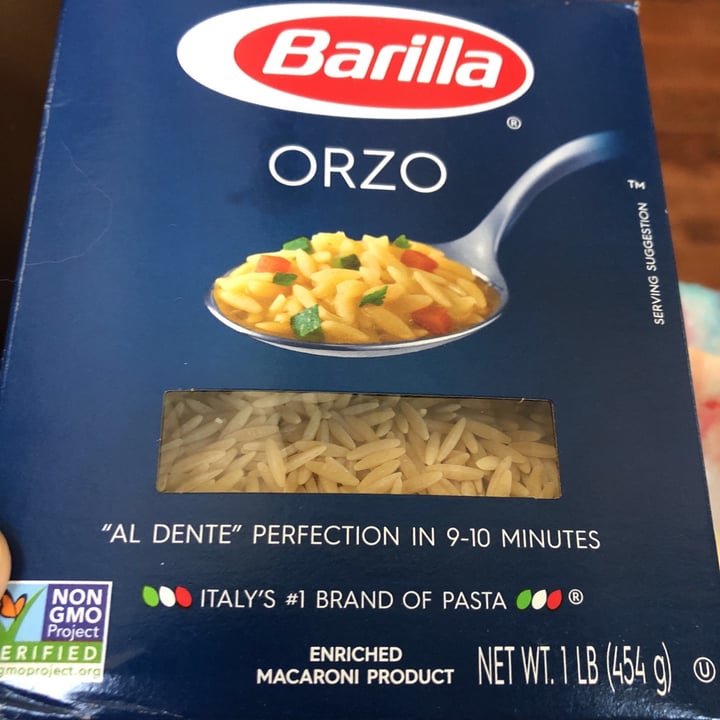 Barilla
®
ORZO
TM
SERVING SUGGESTION
"AL DENTE" PERFECTION IN 9-10 MINUTES
ITALY'S #1 BRAND OF PASTA ®
NON
GMO
Project
ERIFIED
gmoproject.org
ENRICHED
MACARONI PRODUCT
NET WT. 1 LB (454 g)
U